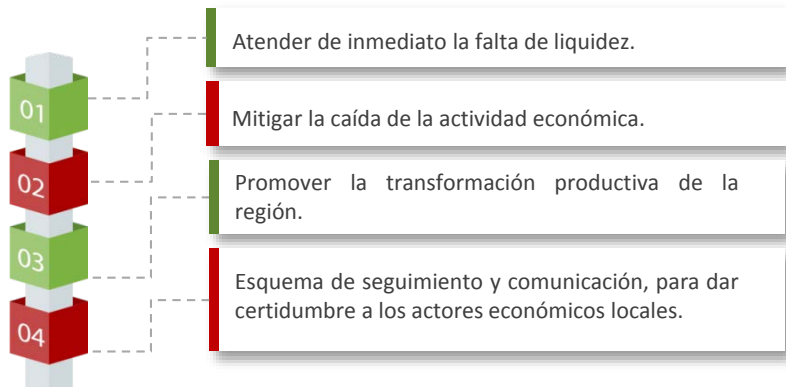 01
Atender de inmediato la falta de liquidez.
02
Mitigar la caída de la actividad económica.
03
Promover la transformación productiva de la
región.
04
Esquema de seguimiento y comunicación, para dar
certidumbre a los actores económicos locales.